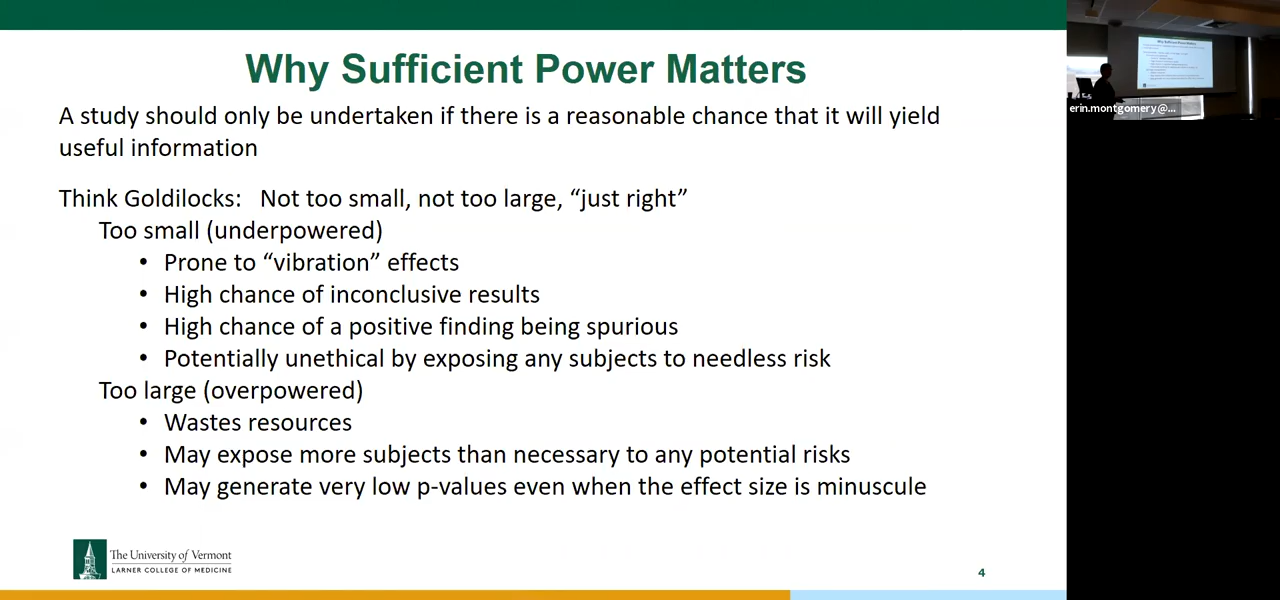 Why Sufficient Power Matters
A study should only be undertaken if there is a reasonable chance that it will yield
useful information
Think Goldilocks: Not too small, not too large, “just right”
Too small (underpowered)
• Prone to “vibration” effects
• High chance of inconclusive results
• High chance of a positive finding being spurious
• Potentially unethical by exposing any subjects to needless risk
Too large (overpowered)
• Wastes resources
• May expose more subjects than necessary to any potential risks
• May generate very low p-values even when the effect size is minuscule
The University of Vermont
LARNER COLLEGE OF MEDICINE
4
Why Sufficient Power Matters
erin.montgomery@...